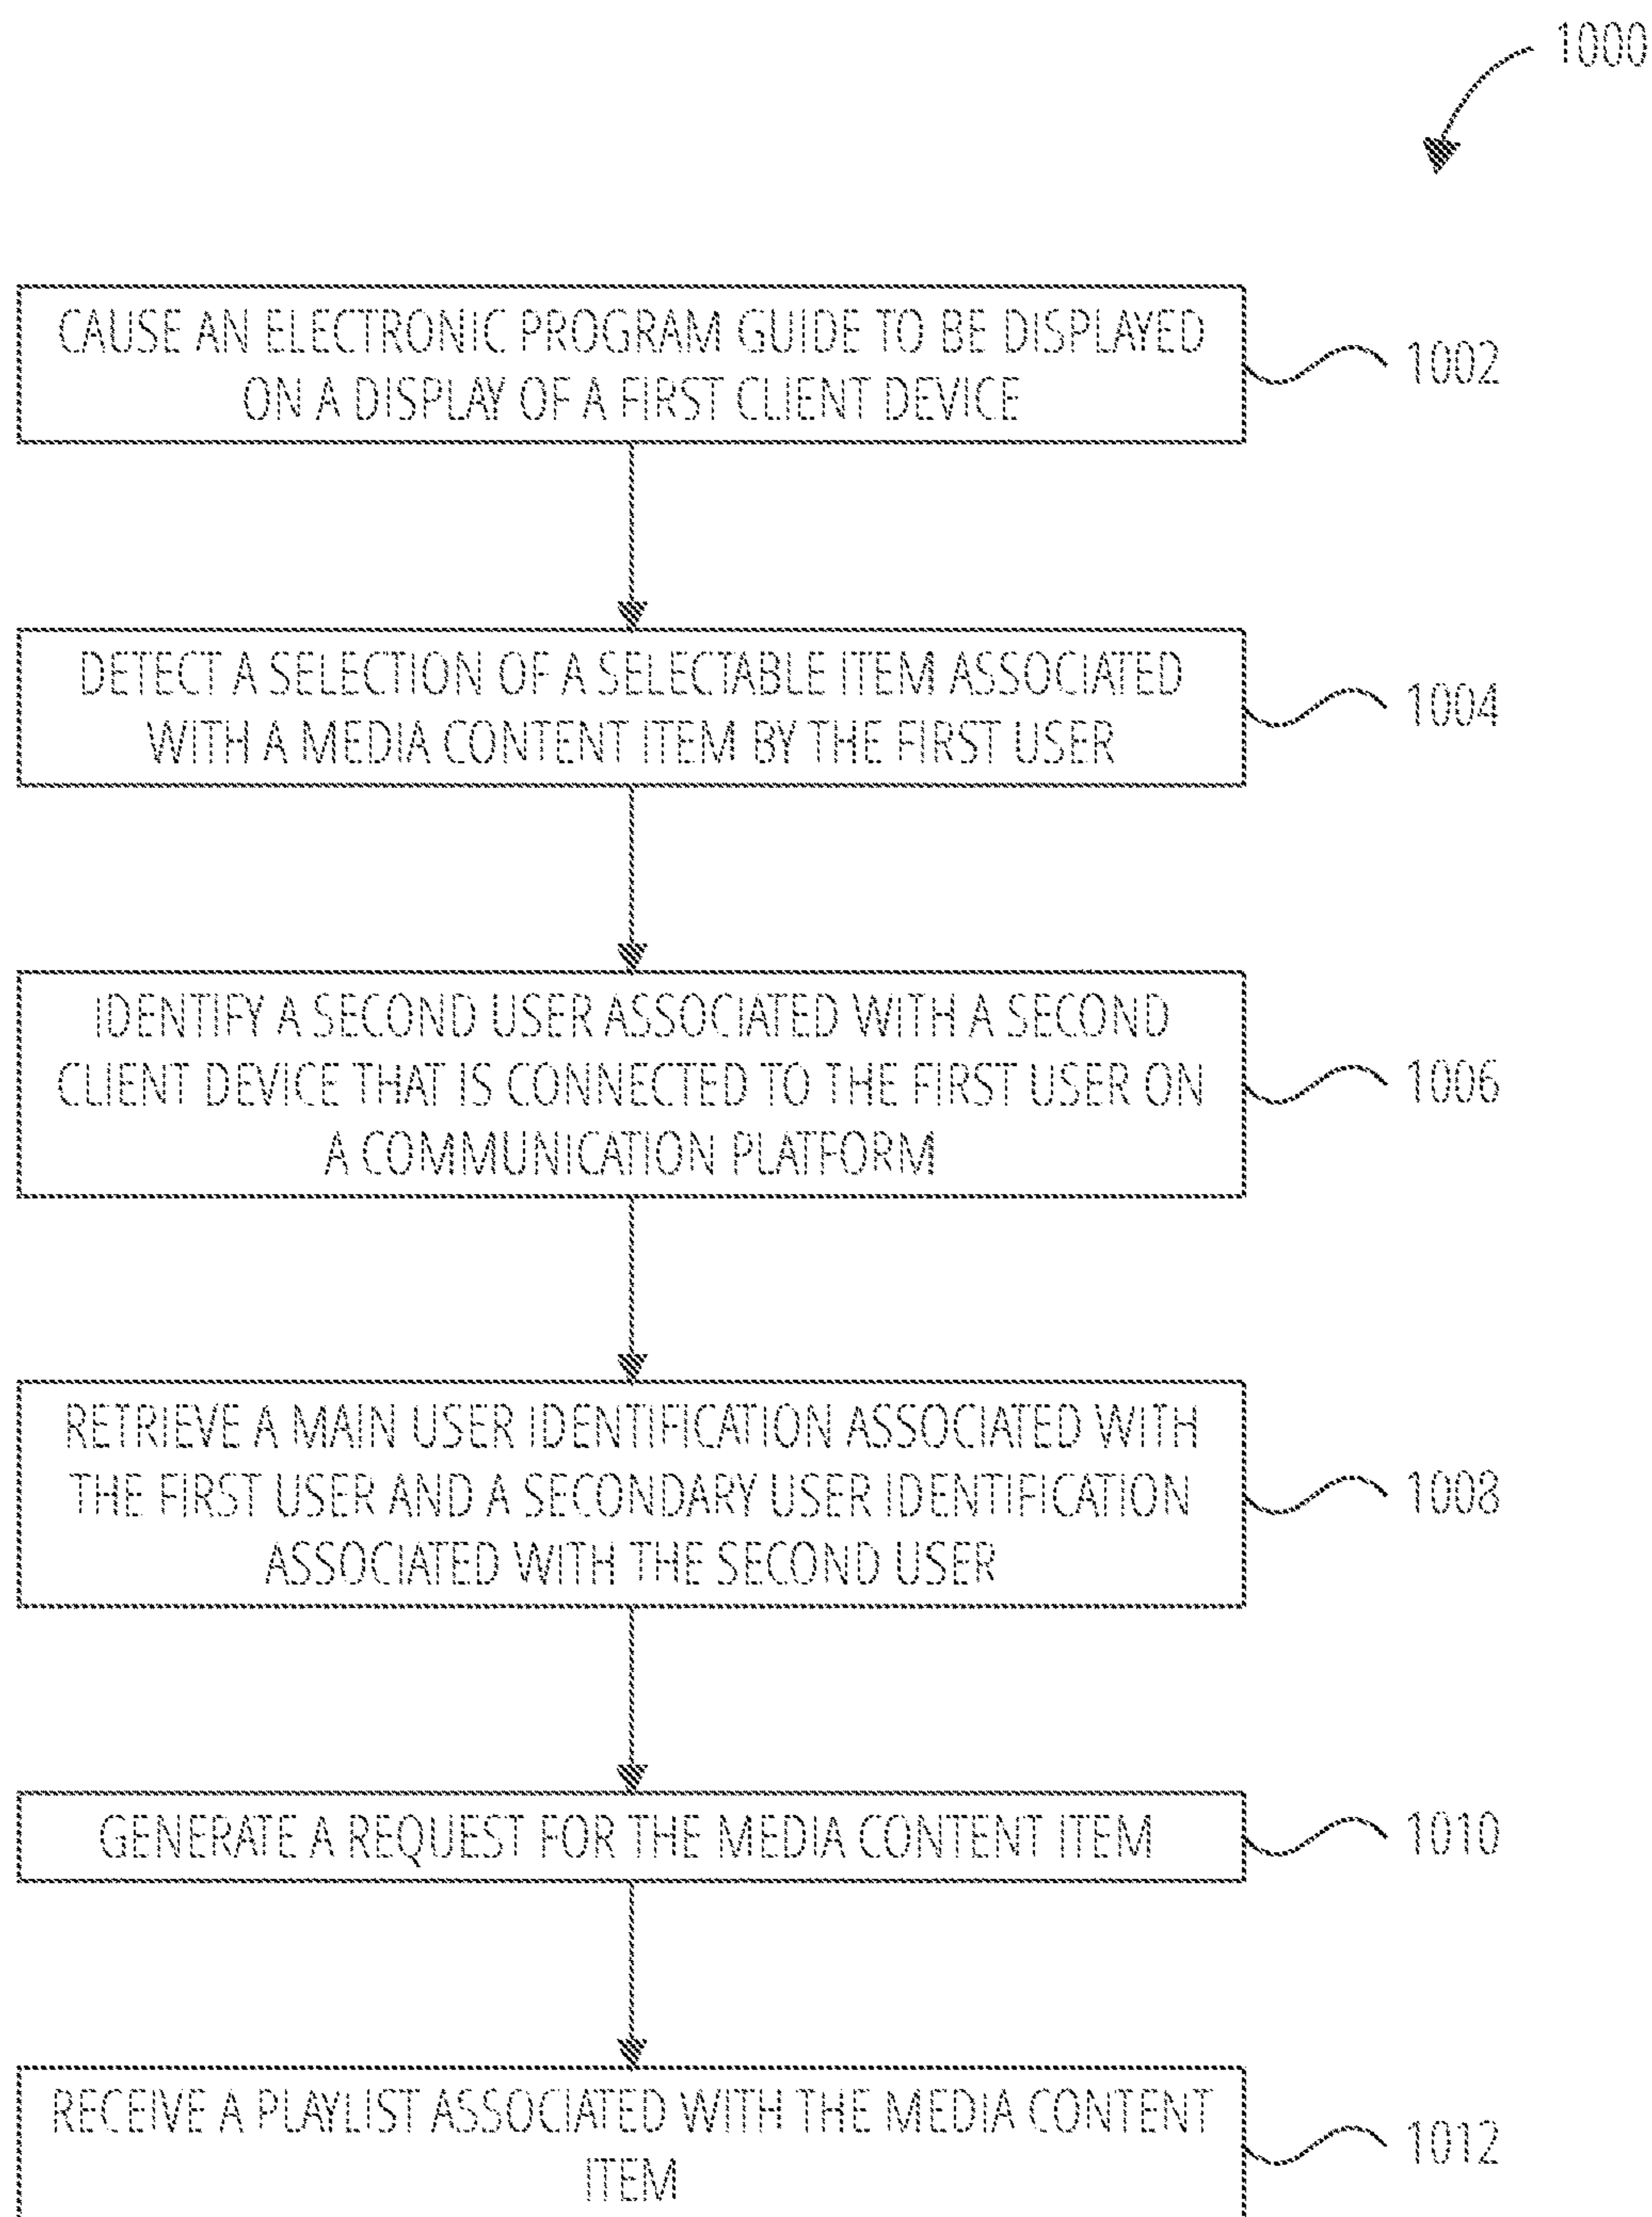 1000
CAUSE AN ELECTRONIC PROGRAM GUIDE TO BE DISPLAYED
ON A DISPLAY OF A FIRST CLIENT DEVICE
1002
DETECT A SELECTION OF A SELECTABLE ITEM ASSOCIATED
WITH A MEDIA CONTENT ITEM BY THE FIRST USER
1004
IDENTIFY A SECOND USER ASSOCIATED WITH A SECOND
CLIENT DEVICE THAT IS CONNECTED TO THE FIRST USER ON
A COMMUNICATION PLATFORM
1006
RETRIEVE A MAIN USER IDENTIFICATION ASSOCIATED WITH
THE FIRST USER AND A SECONDARY USER IDENTIFICATION
ASSOCIATED WITH THE SECOND USER
1008
GENERATE A REQUEST FOR THE MEDIA CONTENT ITEM
1010
RECEIVE A PLAYLIST ASSOCIATED WITH THE MEDIA CONTENT
ITEM
1012